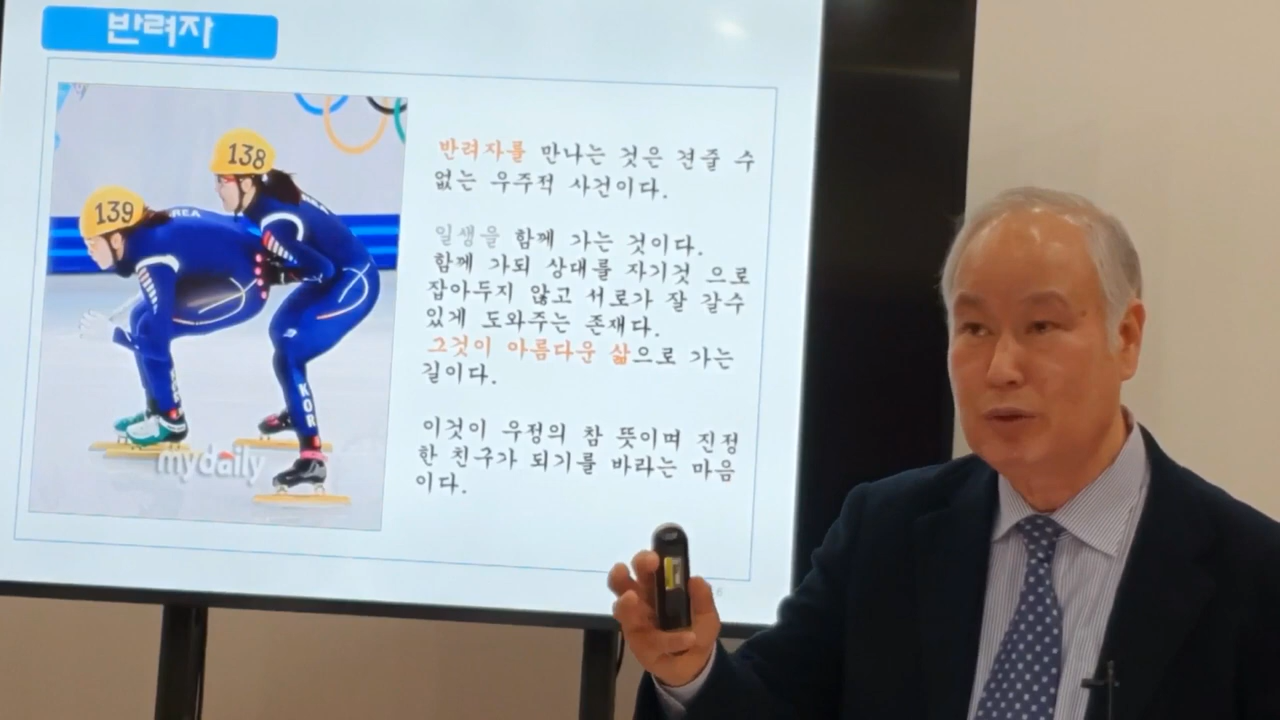 반려자
138
139
KOREA
KOR
mydaily
반려자를 만나는 것은 견줄 수
없는 우주적 사건이다.
일생을 함께 가는 것이다.
함께 가되 상대를 자기것 으로
잡아두지 않고 서로가 잘 갈수
있게 도와주는 존재다.
그것이 아름다운 삶으로 가는
길이다.
이것이 우정의 참 뜻이며 진정
한 친구가 되기를 바라는 마음
이다.